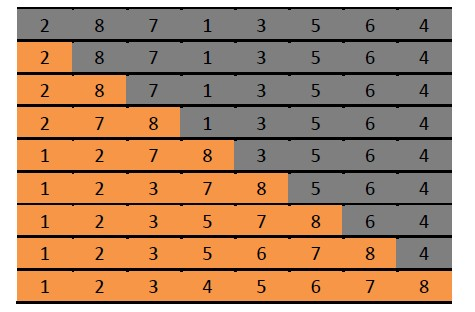 2 8 7 1 3 5 6 4
2 8 7 1 3 5 6 4
2 8 7 1 3 5 6 4
2 7 8 1 3 5 6 4
1 2 7 8 3 5 6 4
1 2 3 7 8 5 6 4
1 2 3 5 7 8 6 4
1 2 3 5 6 7 8 4
1 2 3 4 5 6 7 8